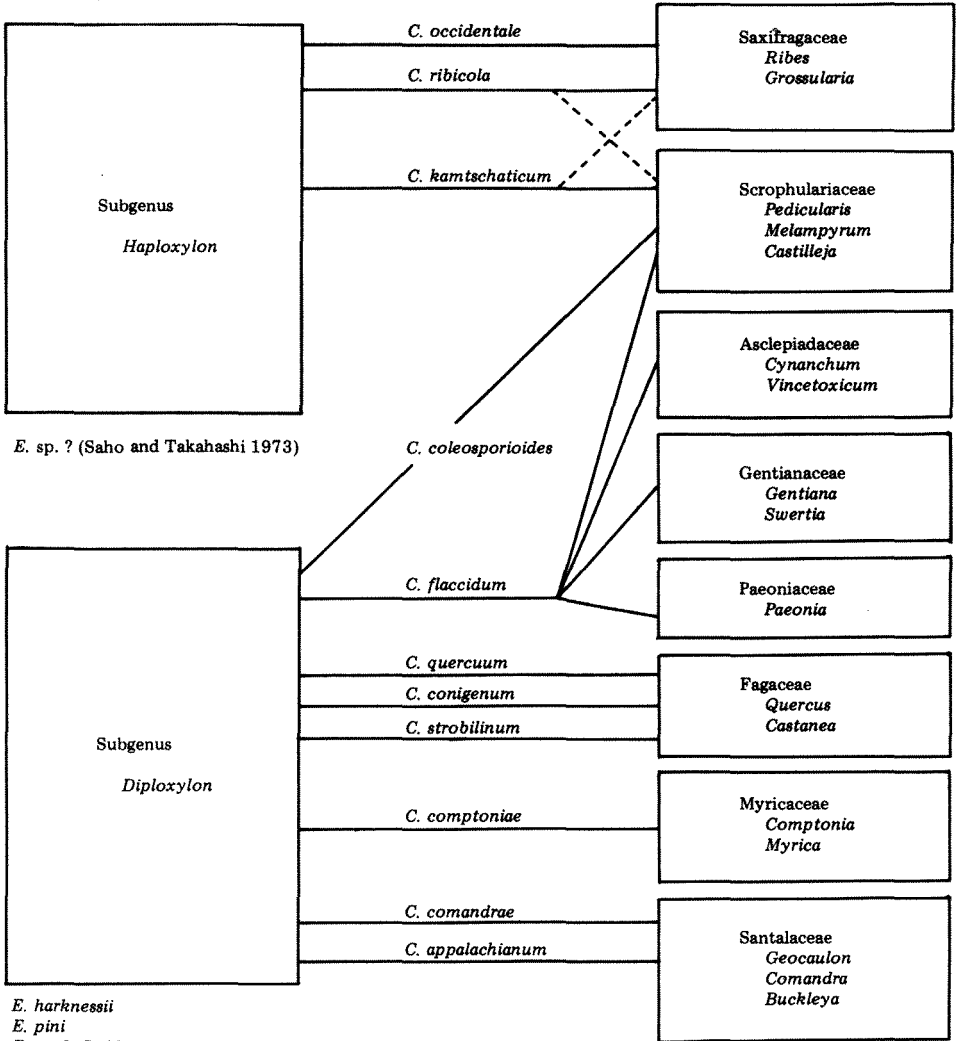 C. occidentale
C. ribicola
C. kamtschaticum
Subgenus
Haploxylon
E. sp. ? (Saho and Takahashi 1973)
C. coleosporioides
Subgenus
Diploxylon
C. flaccidum
C. quercuum
C. conigenum
C. strobilinum
C. comptoniae
C. comandrae
C. appalachianum
E. harknessii
E. pini
Saxifragaceae
Ribes
Grossularia
Scrophulariaceae
Pedicularis
Melampyrum
Castilleja
Asclepiadaceae
Cynanchum
Vincetoxicum
Gentianaceae
Gentiana
Swertia
Paeoniaceae
Paeonia
Fagaceae
Quercus
Castanea
Myricaceae
Comptonia
Myrica
Santalaceae
Geocaulon
Comandra
Buckleya